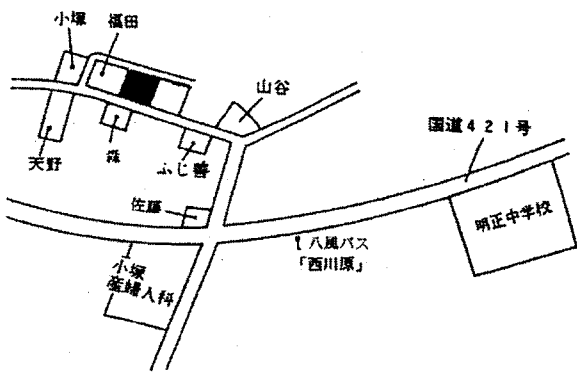 小塚
福田
山谷
国道421号
天野
森
ふじ善
佐藤
明正中学校
八風バス
「西川原」
小塚
産婦人科